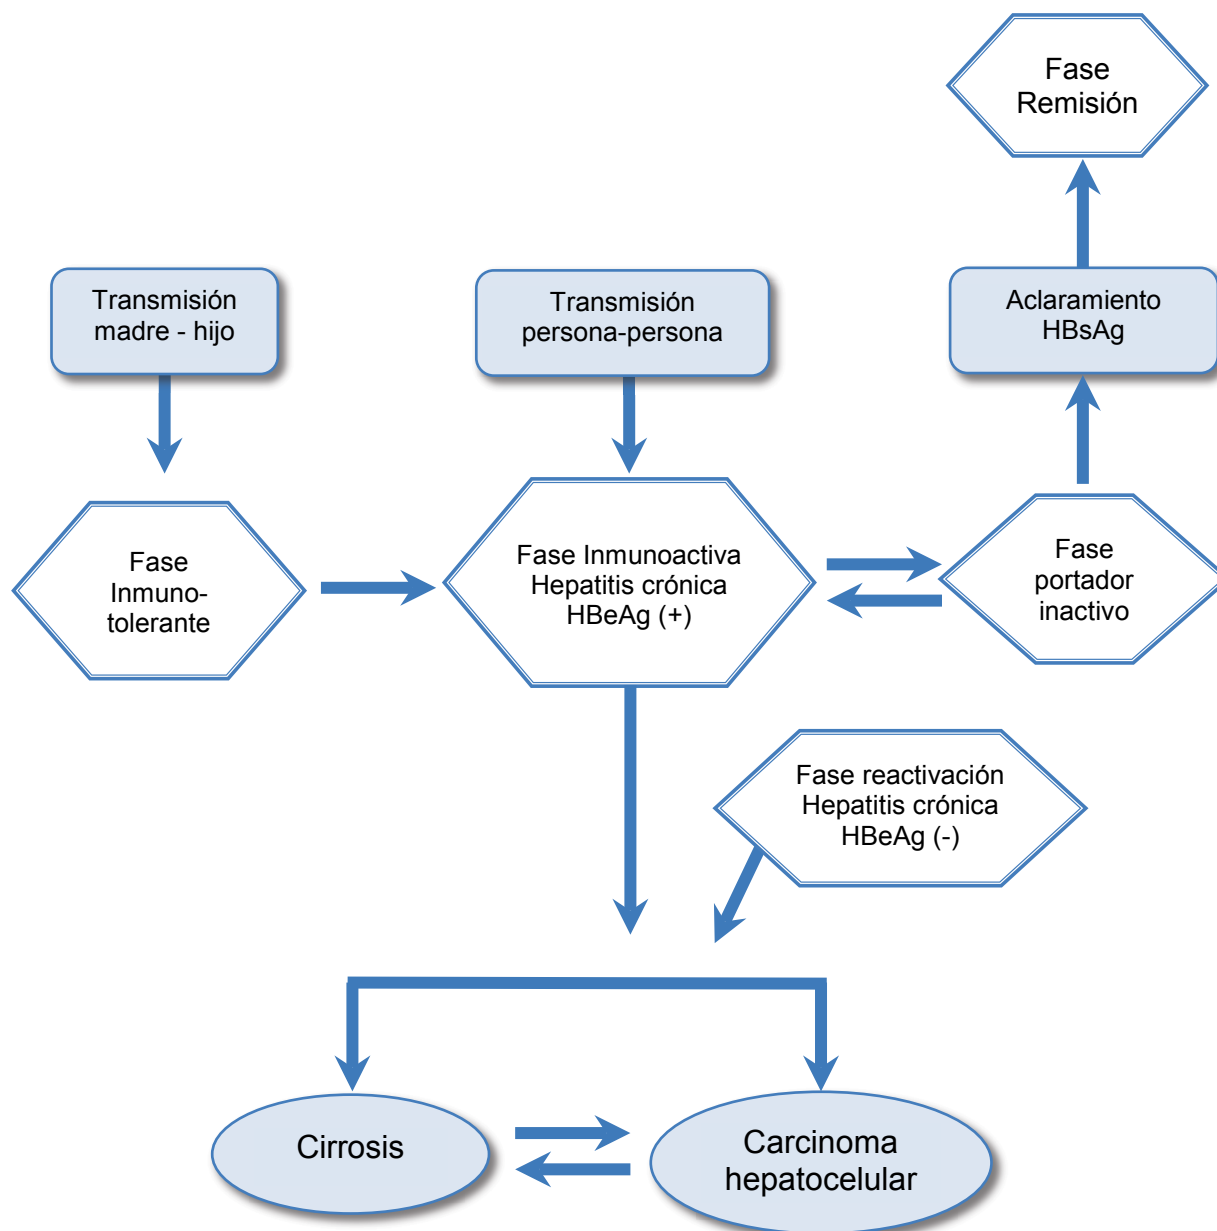 Fase
Remisión
Transmisión
madre - hijo
Transmisión
persona-persona
Aclaramiento
HBsAg
Fase
Inmuno-
tolerante
Fase Inmunoactiva
Hepatitis crónica
HBeAg (+)
Fase
portador
inactivo
Fase reactivación
Hepatitis crónica
HBeAg (-)
Cirrosis
Carcinoma
hepatocelular